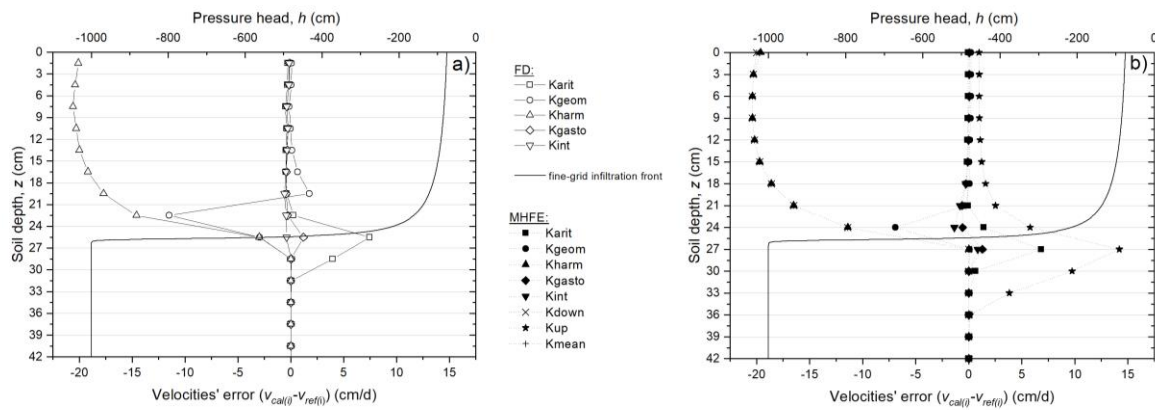 Pressure head, h (cm)
-1000 -800 -600 -400 -200 0
a)
Soil depth, z (cm)
0
3
6
9
12
15
18
21
24
27
30
33
36
39
42
-25 -20 -15 -10 -5 0 5 10 15 20
Velocities' error (vcal(i)-vref(i)) (cm/d)
FD:
Karit
Kgeom
Kharm
Kgasto
Kint
fine-grid infiltration front
MHFE:
Karit
Kgeom
Kharm
Kgasto
Kint
Kdown
Kup
Kmean
Pressure head, h (cm)
-1000 -800 -600 -400 -200 0
b)
Soil depth, z (cm)
0
3
6
9
12
15
18
21
24
27
30
33
36
39
42
-20 -15 -10 -5 0 5 10 15
Velocities' error (vcal(i)-vref(i)) (cm/d)